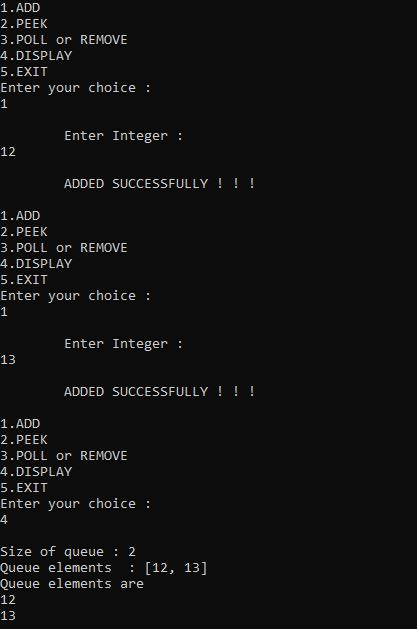 1.ADD
2.PEEK
3.POLL or REMOVE
4.DISPLAY
5.EXIT
Enter your choice :
1
Enter Integer :
12
ADDED SUCCESSFULLY ! ! !
1.ADD
2.PEEK
3.POLL or REMOVE
4.DISPLAY
5.EXIT
Enter your choice :
1
Enter Integer :
13
ADDED SUCCESSFULLY ! ! !
1.ADD
2.PEEK
3.POLL or REMOVE
4.DISPLAY
5.EXIT
Enter your choice :
4
Size of queue : 2
Queue elements  : [12, 13]
Queue elements are
12
13